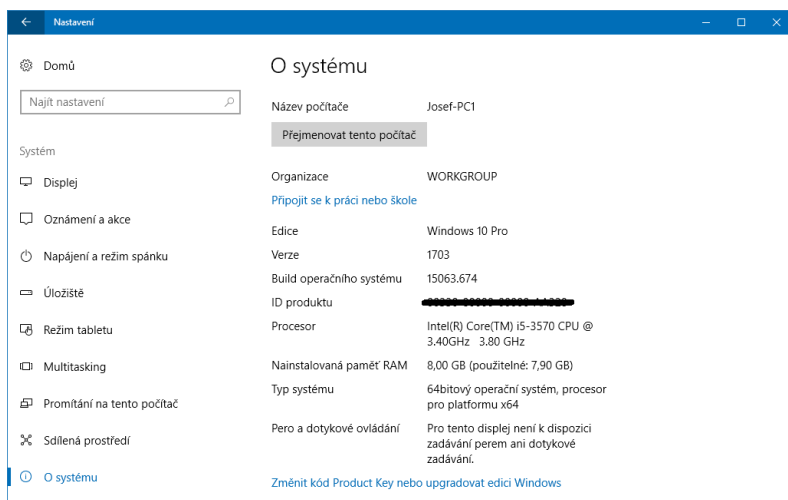 Nastavení
Domů
Najít nastavení
Systém
Displej
Oznámení a akce
Napájení a režim spánku
Úložiště
Režim tabletu
Multitasking
Promítání na tento počítač
Sdílená prostředí
O systému
O systému
Název počítače Josef-PC1
Přejmenovat tento počítač
Organizace WORKGROUP
Připojit se k práci nebo škole
Edice Windows 10 Pro
Verze 1703
Build operačního systému 15063.674
ID produktu
Procesor Intel(R) Core(TM) i5-3570 CPU @
3.40GHz 3.80 GHz
Nainstalovaná paměť RAM 8,00 GB (použitelné: 7,90 GB)
Typ systému 64bitový operační systém, procesor
pro platformu x64
Pero a dotykové ovládání Pro tento displej není k dispozici
zadávání perem ani dotykové
zadávání.
Změnit kód Product Key nebo upgradovat edici Windows